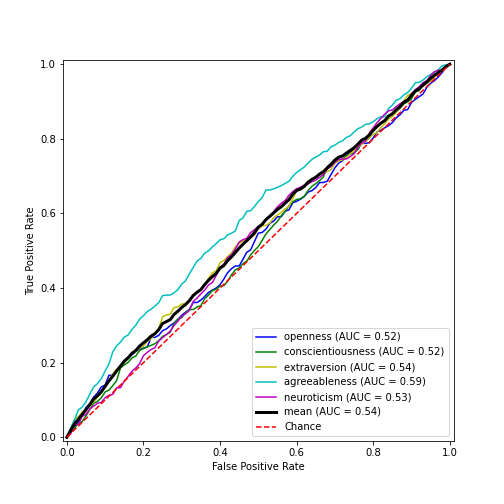 1.0
0.8
0.6
0.4
0.2
0.0
True Positive Rate
openness (AUC = 0.52)
conscientiousness (AUC = 0.52)
extraversion (AUC = 0.54)
agreeableness (AUC = 0.59)
neuroticism (AUC = 0.53)
mean (AUC = 0.54)
Chance
0.0 0.2 0.4 0.6 0.8 1.0
False Positive Rate